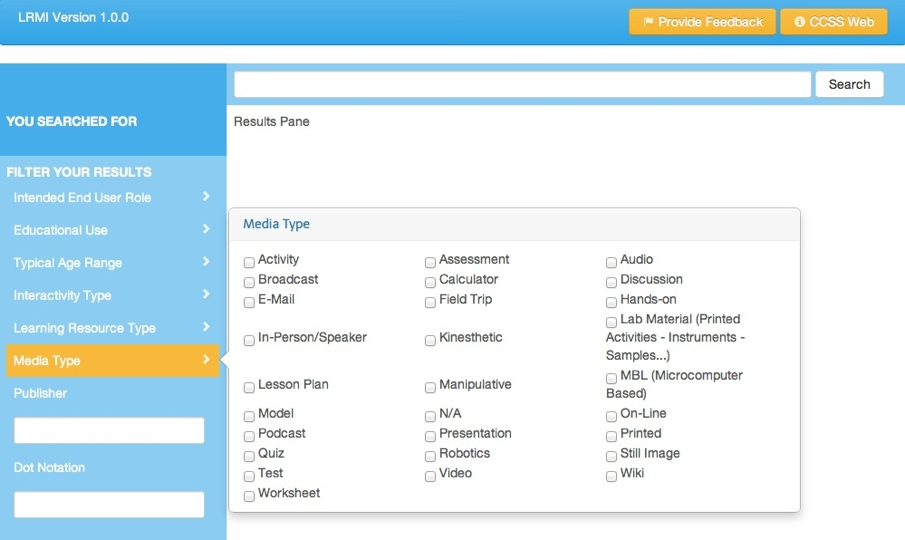 LRMI Version 1.0.0
Provide Feedback
CCSS Web
Search
YOU SEARCHED FOR
Results Pane
FILTER YOUR RESULTS
Intended End User Role
Educational Use
Typical Age Range
Interactivity Type
Learning Resource Type
Media Type
Publisher
Dot Notation
Media Type
Activity Assessment Audio
Broadcast Calculator Discussion
E-Mail Field Trip Hands-on
In-Person/Speaker Kinesthetic Lab Material (Printed
Activities - Instruments -
Samples...)
Lesson Plan Manipulative MBL (Microcomputer
Based)
Model N/A On-Line
Podcast Presentation Printed
Quiz Robotics Still Image
Test Video Wiki
Worksheet